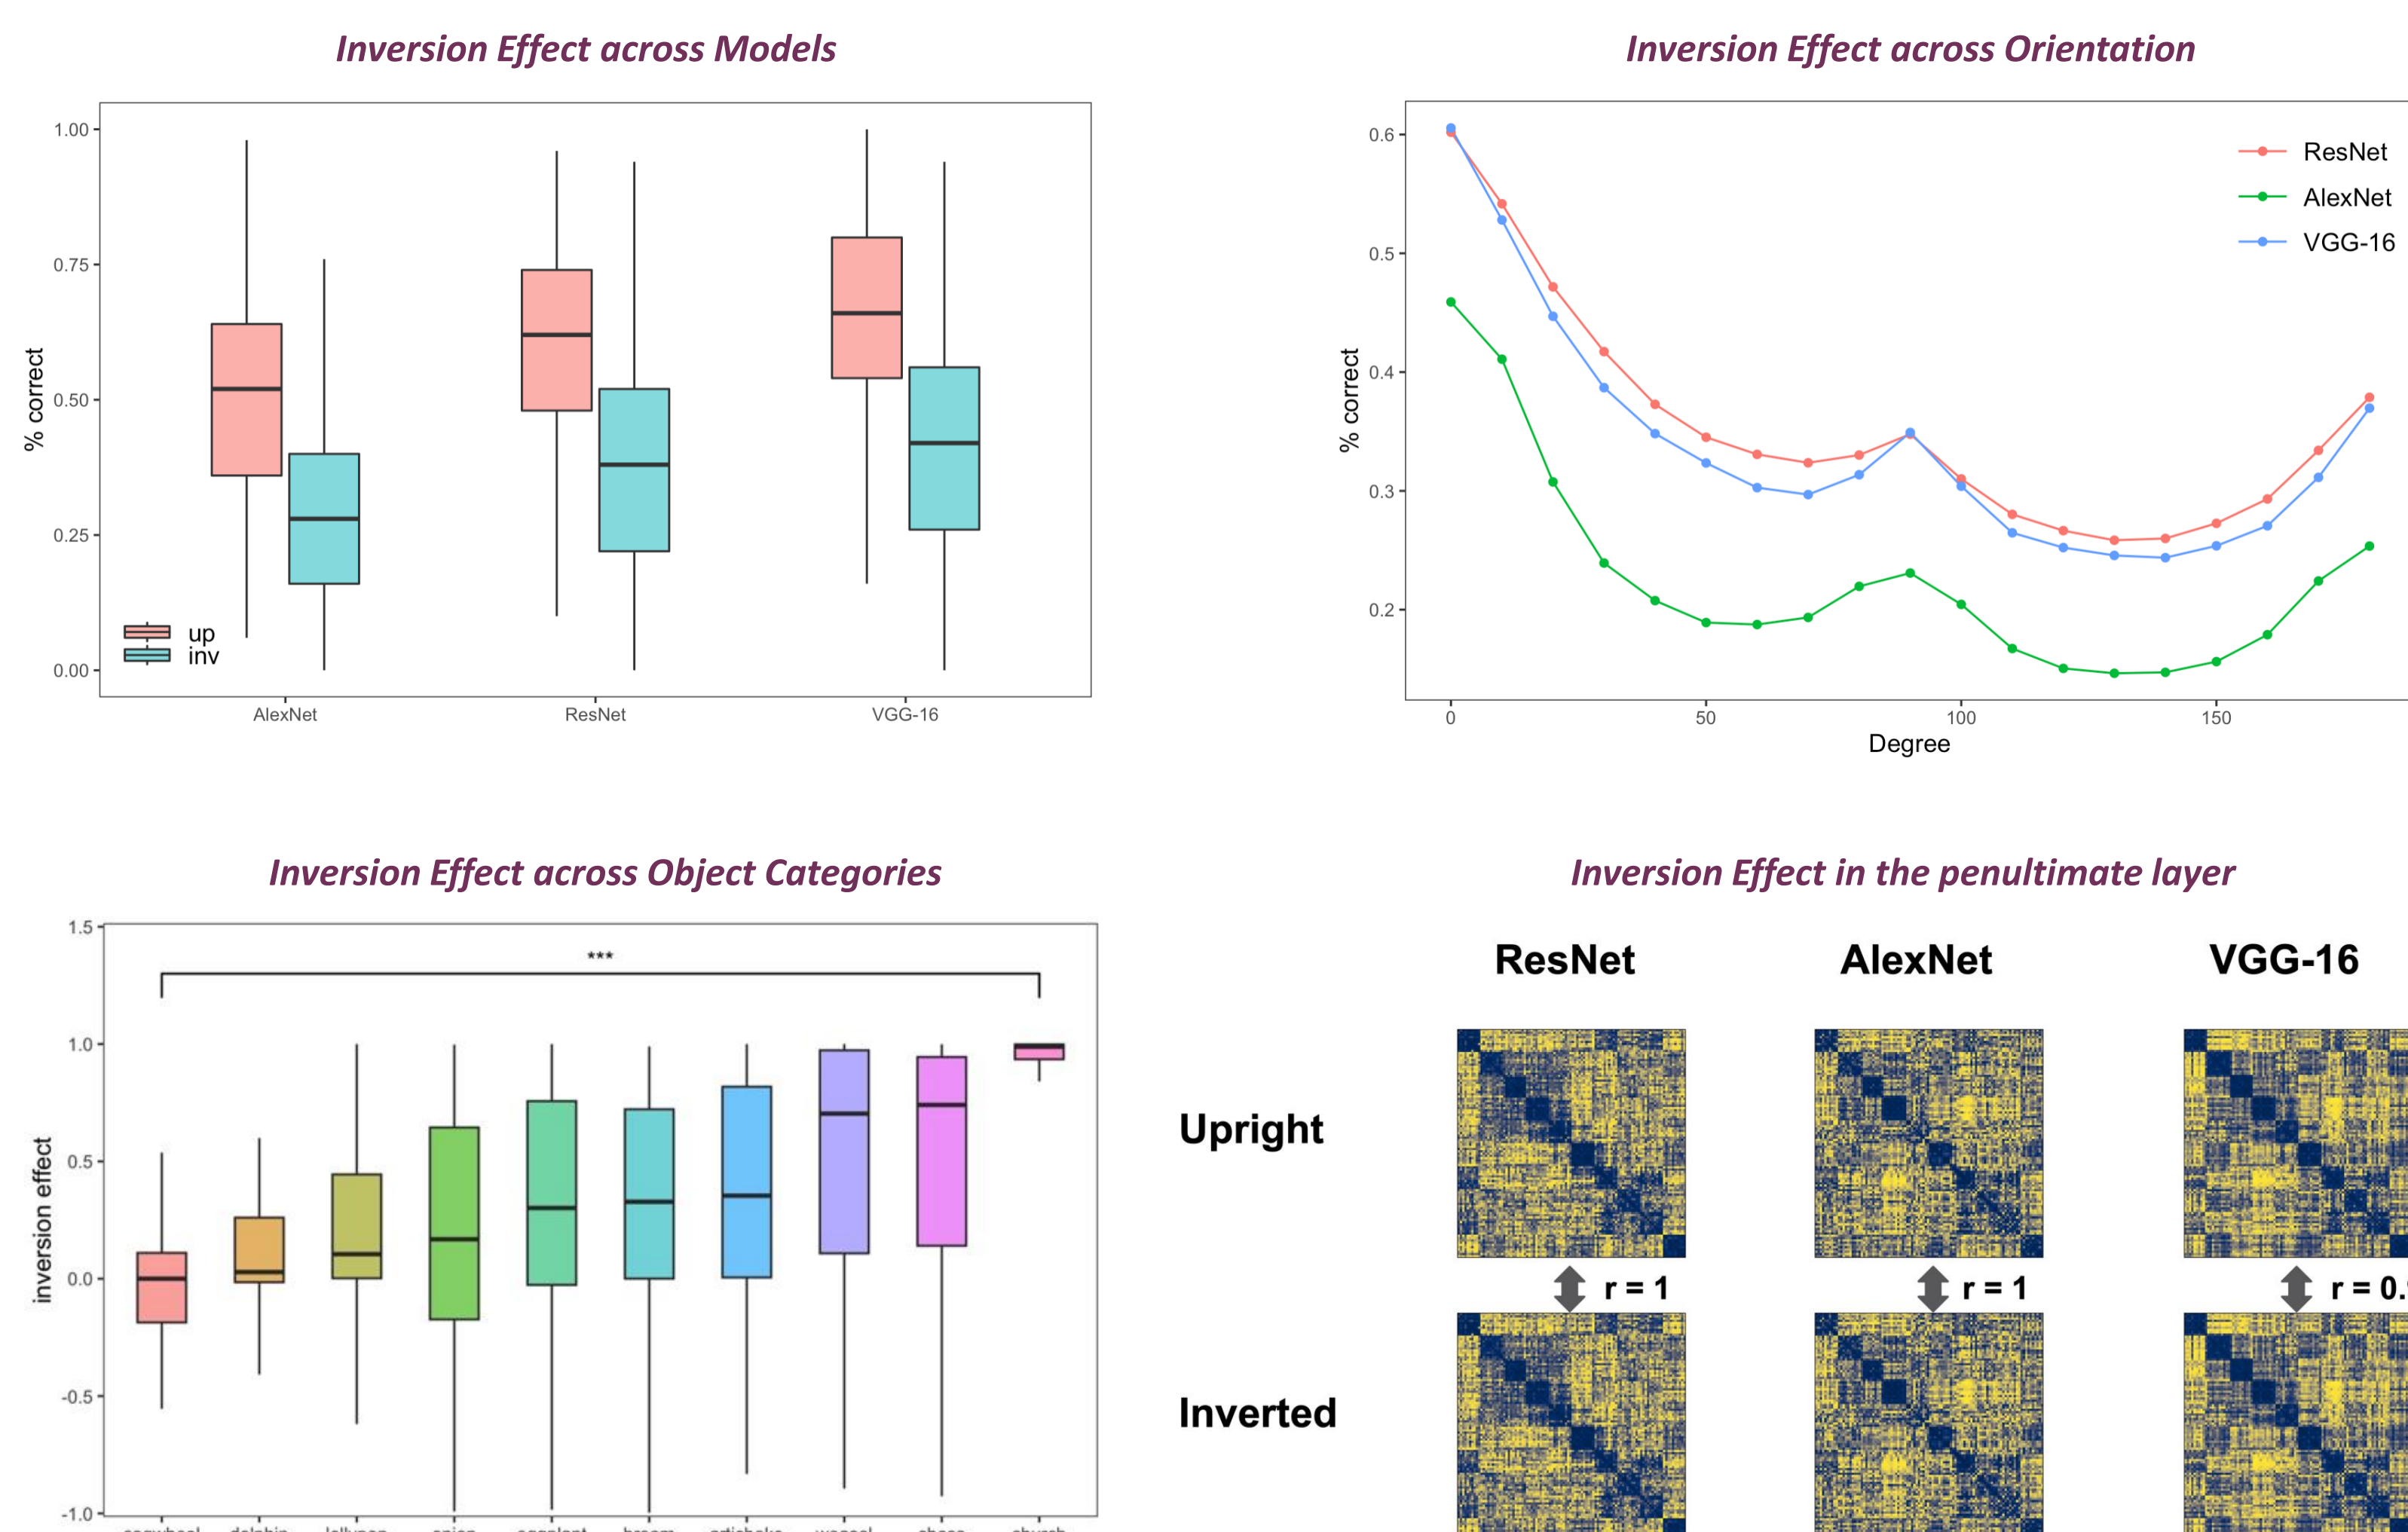 Inversion Effect across Models
1.00
0.75
0.50
0.25
0.00
% correct
up
inv
AlexNet ResNet VGG-16
Inversion Effect across Orientation
0.6
0.5
0.4
0.3
0.2
% correct
ResNet
AlexNet
VGG-16
0 50 100 150
Degree
Inversion Effect across Object Categories
1.5
1.0
0.5
0.0
-0.5
-1.0
inversion effect
***
Inversion Effect in the penultimate layer
ResNet AlexNet VGG-16
Upright
r = 1 r = 1 r = 0.
Inverted